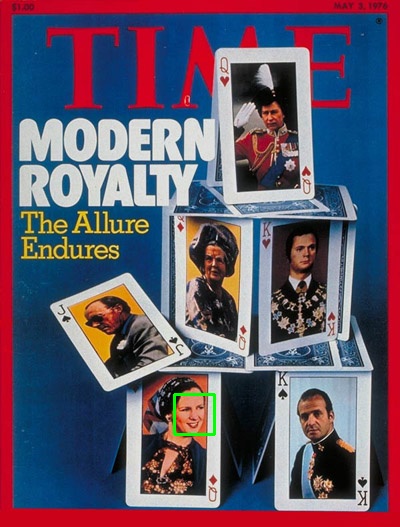 $1.00
MAY 3, 1976
TIME
MODERN
ROYALTY
The Allure
Endures
Q
Q
Q
Q
K
K
J
J
Q
K
K